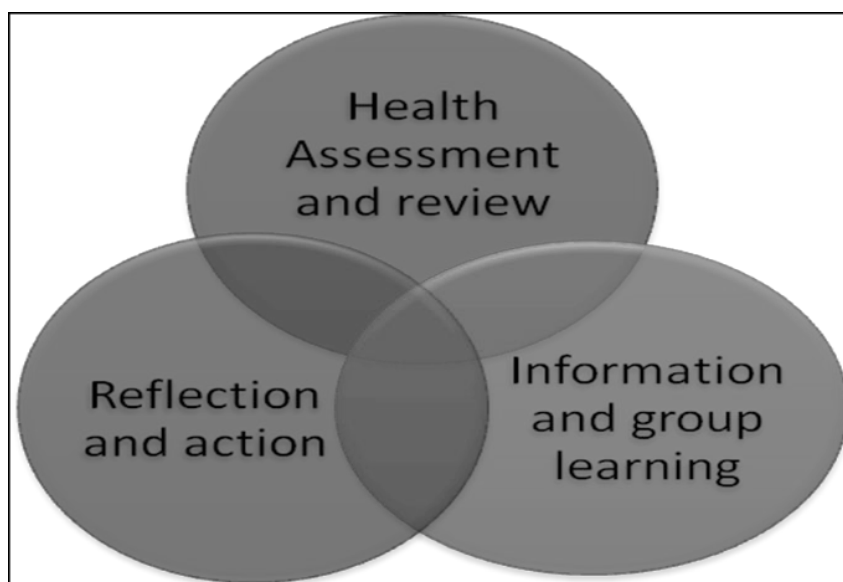 Health
Assessment
and review
Reflection
and action
Information
and group
learning